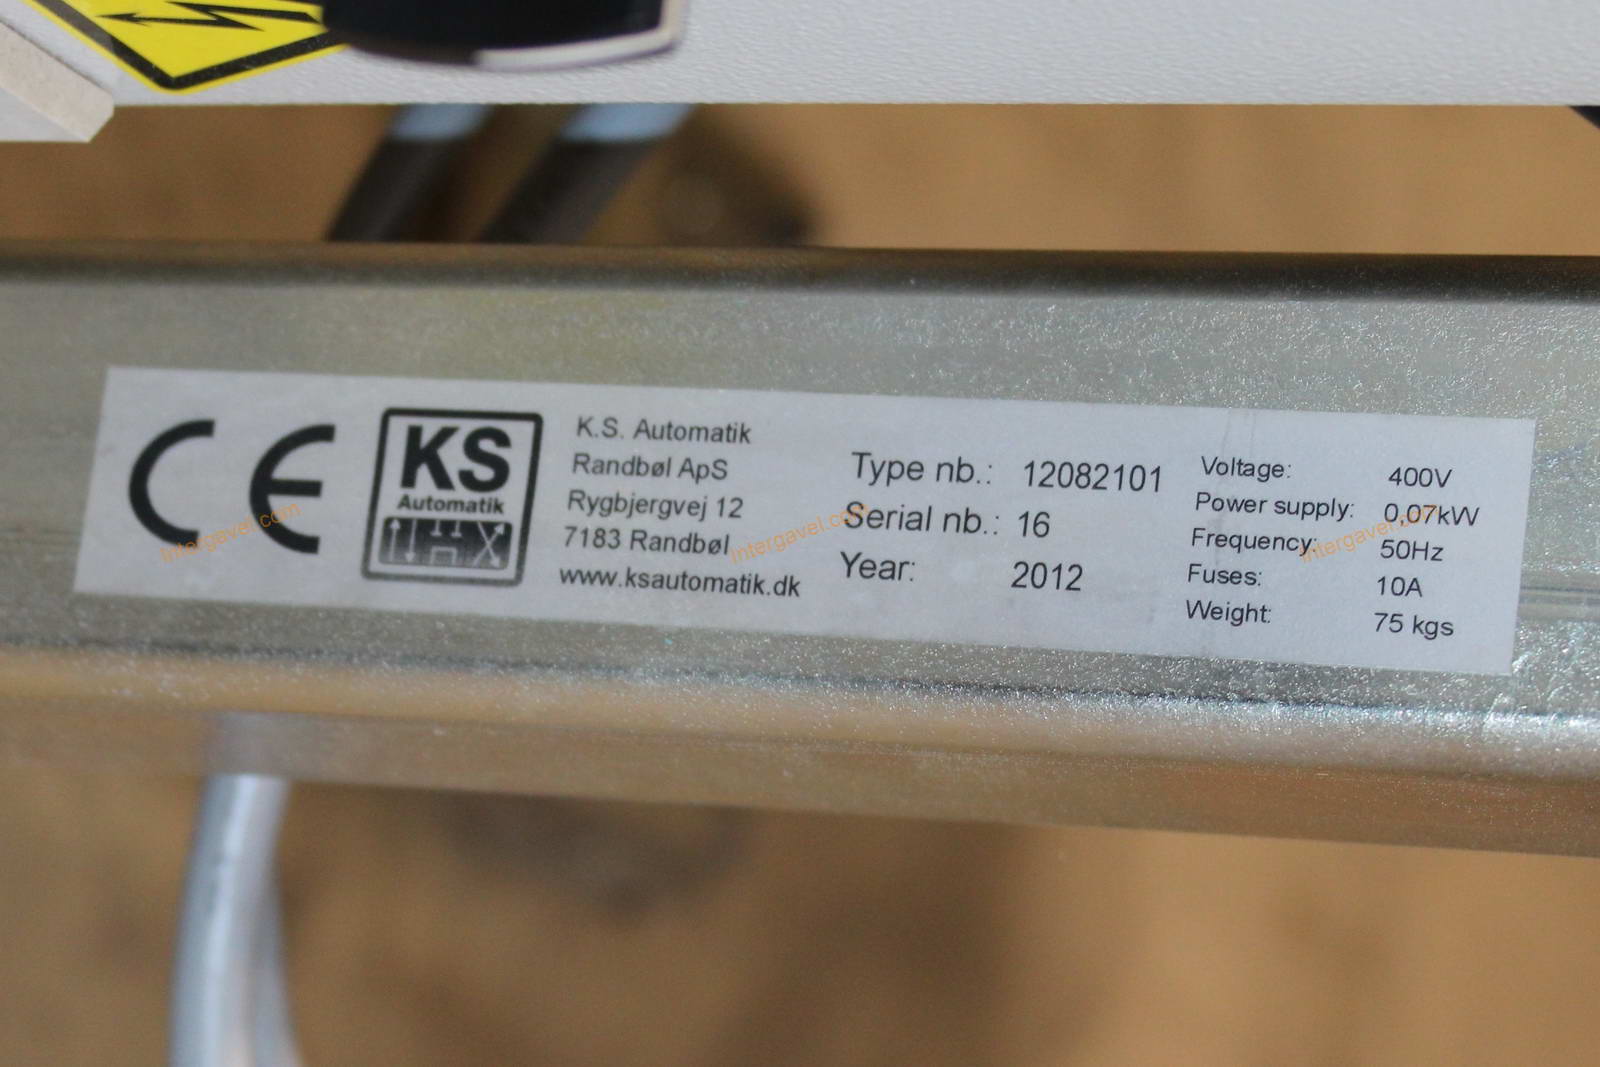 CE
KS
Automatik
K.S. Automatik
Randbøl ApS
Rygbjergvej 12
7183 Randbøl
www.ksautomatik.dk
Type nb.: 12082101
Serial nb.: 16
Year: 2012
Voltage: 400V
Power supply: 0,07kW
Frequency: 50Hz
Fuses: 10A
Weight: 75 kgs
intergavel.com
intergavel.com
intergavel.com